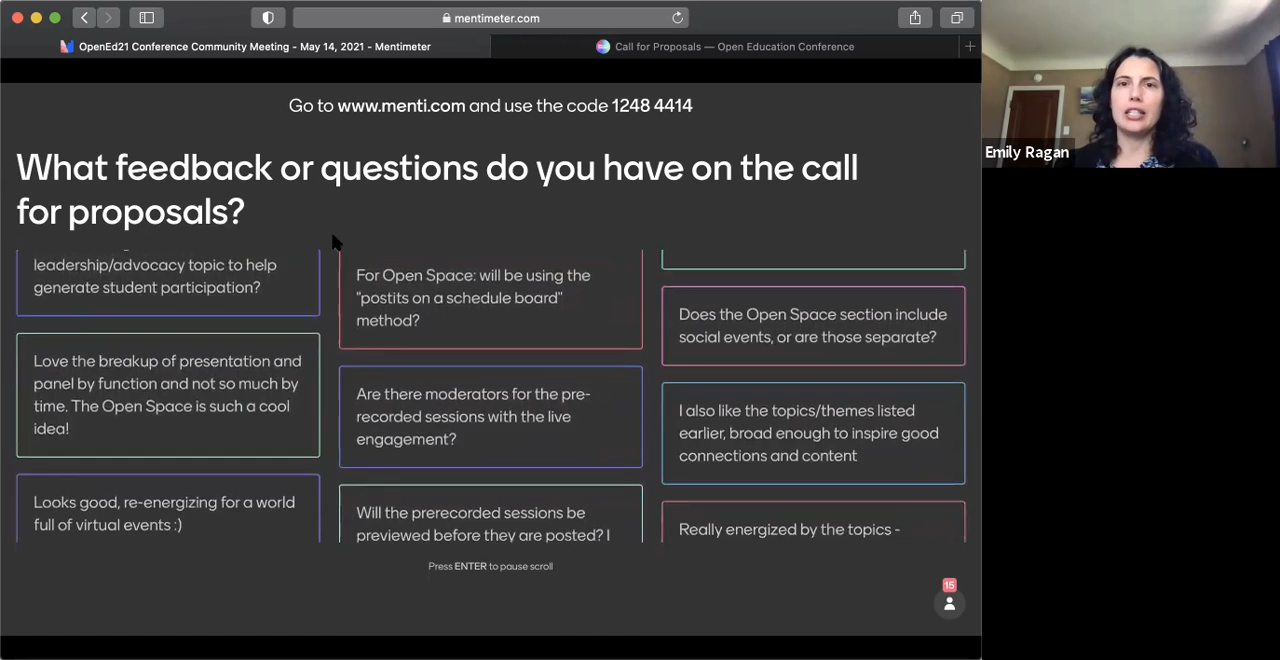 mentimeter.com
OpenEd21 Conference Community Meeting - May 14, 2021 - Mentimeter
Call for Proposals — Open Education Conference
Go to www.menti.com and use the code 1248 4414
What feedback or questions do you have on the call
for proposals?
leadership/advocacy topic to help
generate student participation?
Love the breakup of presentation and
panel by function and not so much by
time. The Open Space is such a cool
idea!
Looks good, re-energizing for a world
full of virtual events :)
For Open Space: will be using the
"postits on a schedule board"
method?
Are there moderators for the pre-
recorded sessions with the live
engagement?
Will the prerecorded sessions be
previewed before they are posted? I
Does the Open Space section include
social events, or are those separate?
I also like the topics/themes listed
earlier, broad enough to inspire good
connections and content
Really energized by the topics -
Press ENTER to pause scroll
15
Emily Ragan